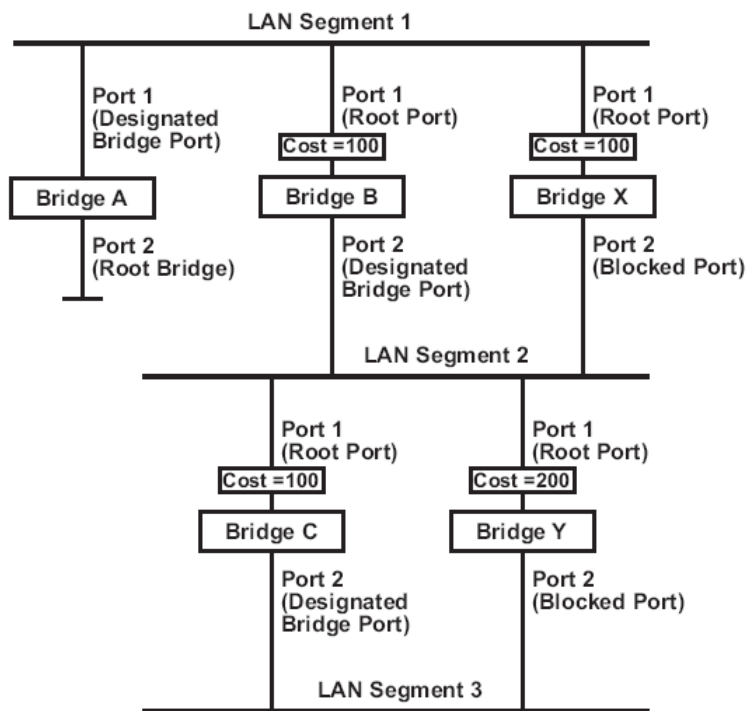 LAN Segment 1
Port 1
(Designated
Bridge Port)
Port 1
(Root Port)
Port 1
(Root Port)
Cost =100
Cost =100
Bridge A
Bridge B
Bridge X
Port 2
(Root Bridge)
Port 2
(Designated
Bridge Port)
Port 2
(Blocked Port)
LAN Segment 2
Port 1
(Root Port)
Port 1
(Root Port)
Cost =100
Cost =200
Bridge C
Bridge Y
Port 2
(Designated
Bridge Port)
Port 2
(Blocked Port)
LAN Segment 3